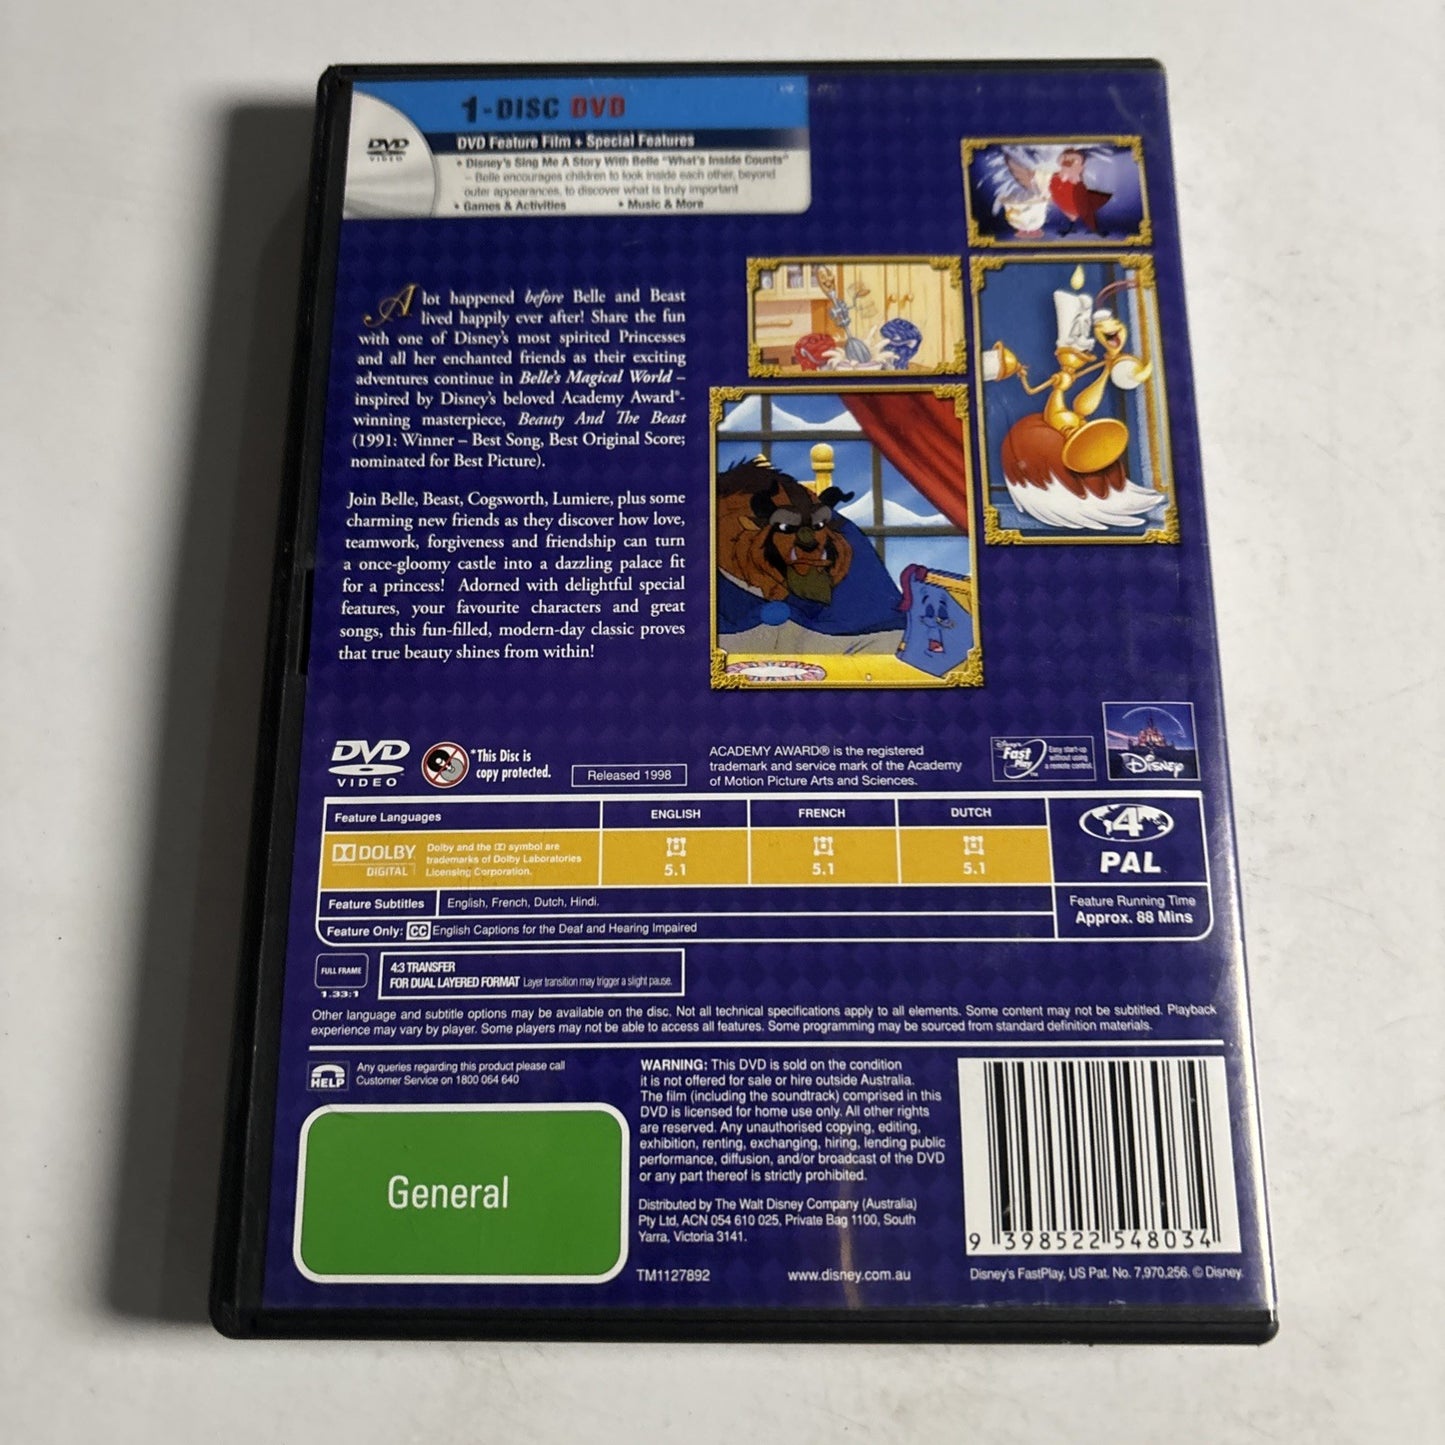 1-DISC DVD
DVD
VIDEO
DVD Feature Film + Special Features
• Disney's Sing Me A Story With Belle "What's Inside Counts"
– Belle encourages children to look inside each other, beyond
outer appearances, to discover what is truly important
• Games & Activities • Music & More
A lot happened before Belle and Beast
lived happily ever after! Share the fun
with one of Disney's most spirited Princesses
and all her enchanted friends as their exciting
adventures continue in Belle's Magical World –
inspired by Disney's beloved Academy Award®-
winning masterpiece, Beauty And The Beast
(1991: Winner – Best Song, Best Original Score;
nominated for Best Picture).
Join Belle, Beast, Cogsworth, Lumiere, plus some
charming new friends as they discover how love,
teamwork, forgiveness and friendship can turn
a once-gloomy castle into a dazzling palace fit
for a princess! Adorned with delightful special
features, your favourite characters and great
songs, this fun-filled, modern-day classic proves
that true beauty shines from within!
DVD
VIDEO
*This Disc is
copy protected.
Released 1998
ACADEMY AWARD® is the registered
trademark and service mark of the Academy
of Motion Picture Arts and Sciences.
Disney's
Fast
Play™
Easy start-up
without using
a remote control.
Disney
Feature Languages ENGLISH FRENCH DUTCH
DOLBY
DIGITAL
Dolby and the DD symbol are
trademarks of Dolby Laboratories
Licensing Corporation.
5.1 5.1 5.1
4
PAL
Feature Subtitles English, French, Dutch, Hindi.
Feature Running Time
Approx. 88 Mins
Feature Only: CC English Captions for the Deaf and Hearing Impaired
FULL FRAME
1.33:1
4:3 TRANSFER
FOR DUAL LAYERED FORMAT Layer transition may trigger a slight pause.
Other language and subtitle options may be available on the disc. Not all technical specifications apply to all elements. Some content may not be subtitled. Playback
experience may vary by player. Some players may not be able to access all features. Some programming may be sourced from standard definition materials.
HELP
Any queries regarding this product please call
Customer Service on 1800 064 640
General
WARNING: This DVD is sold on the condition
it is not offered for sale or hire outside Australia.
The film (including the soundtrack) comprised in this
DVD is licensed for home use only. All other rights
are reserved. Any unauthorised copying, editing,
exhibition, renting, exchanging, hiring, lending public
performance, diffusion, and/or broadcast of the DVD
or any part thereof is strictly prohibited.
Distributed by The Walt Disney Company (Australia)
Pty Ltd, ACN 054 610 025, Private Bag 1100, South
Yarra, Victoria 3141.
TM1127892 www.disney.com.au
9 398522 548034
Disney's FastPlay, US Pat. No. 7,970,256. © Disney.